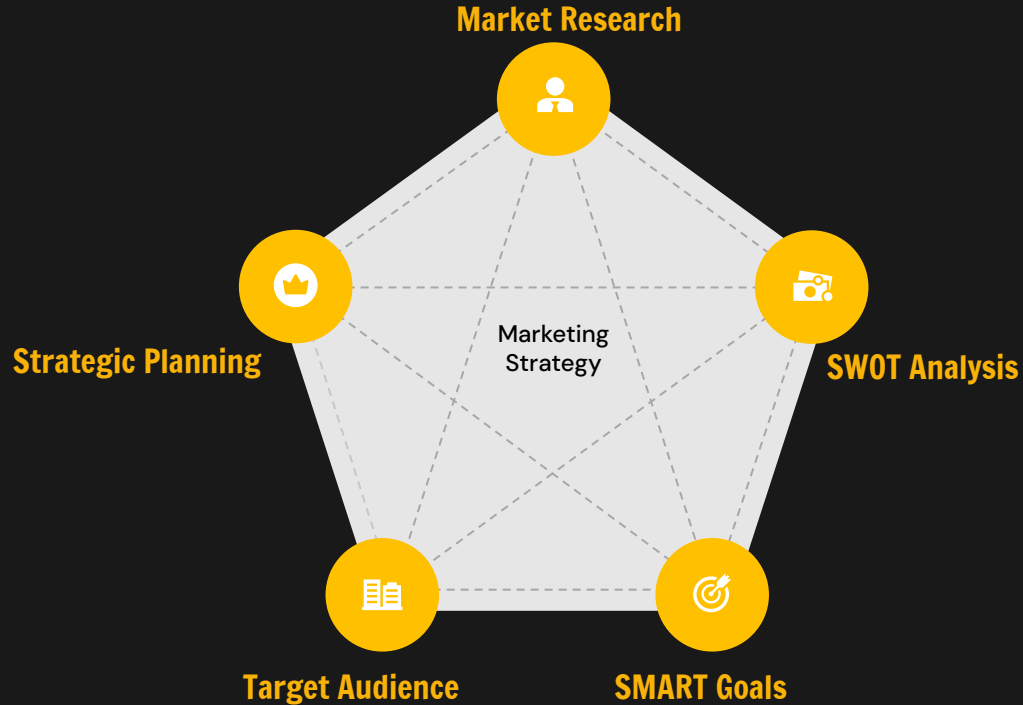 Market Research
Marketing
Strategy
Strategic Planning
SWOT Analysis
Target Audience
SMART Goals